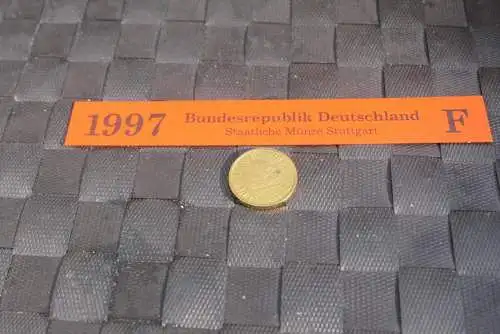 1997 Bundesrepublik Deutschland F
Staatliche Münze Stuttgart